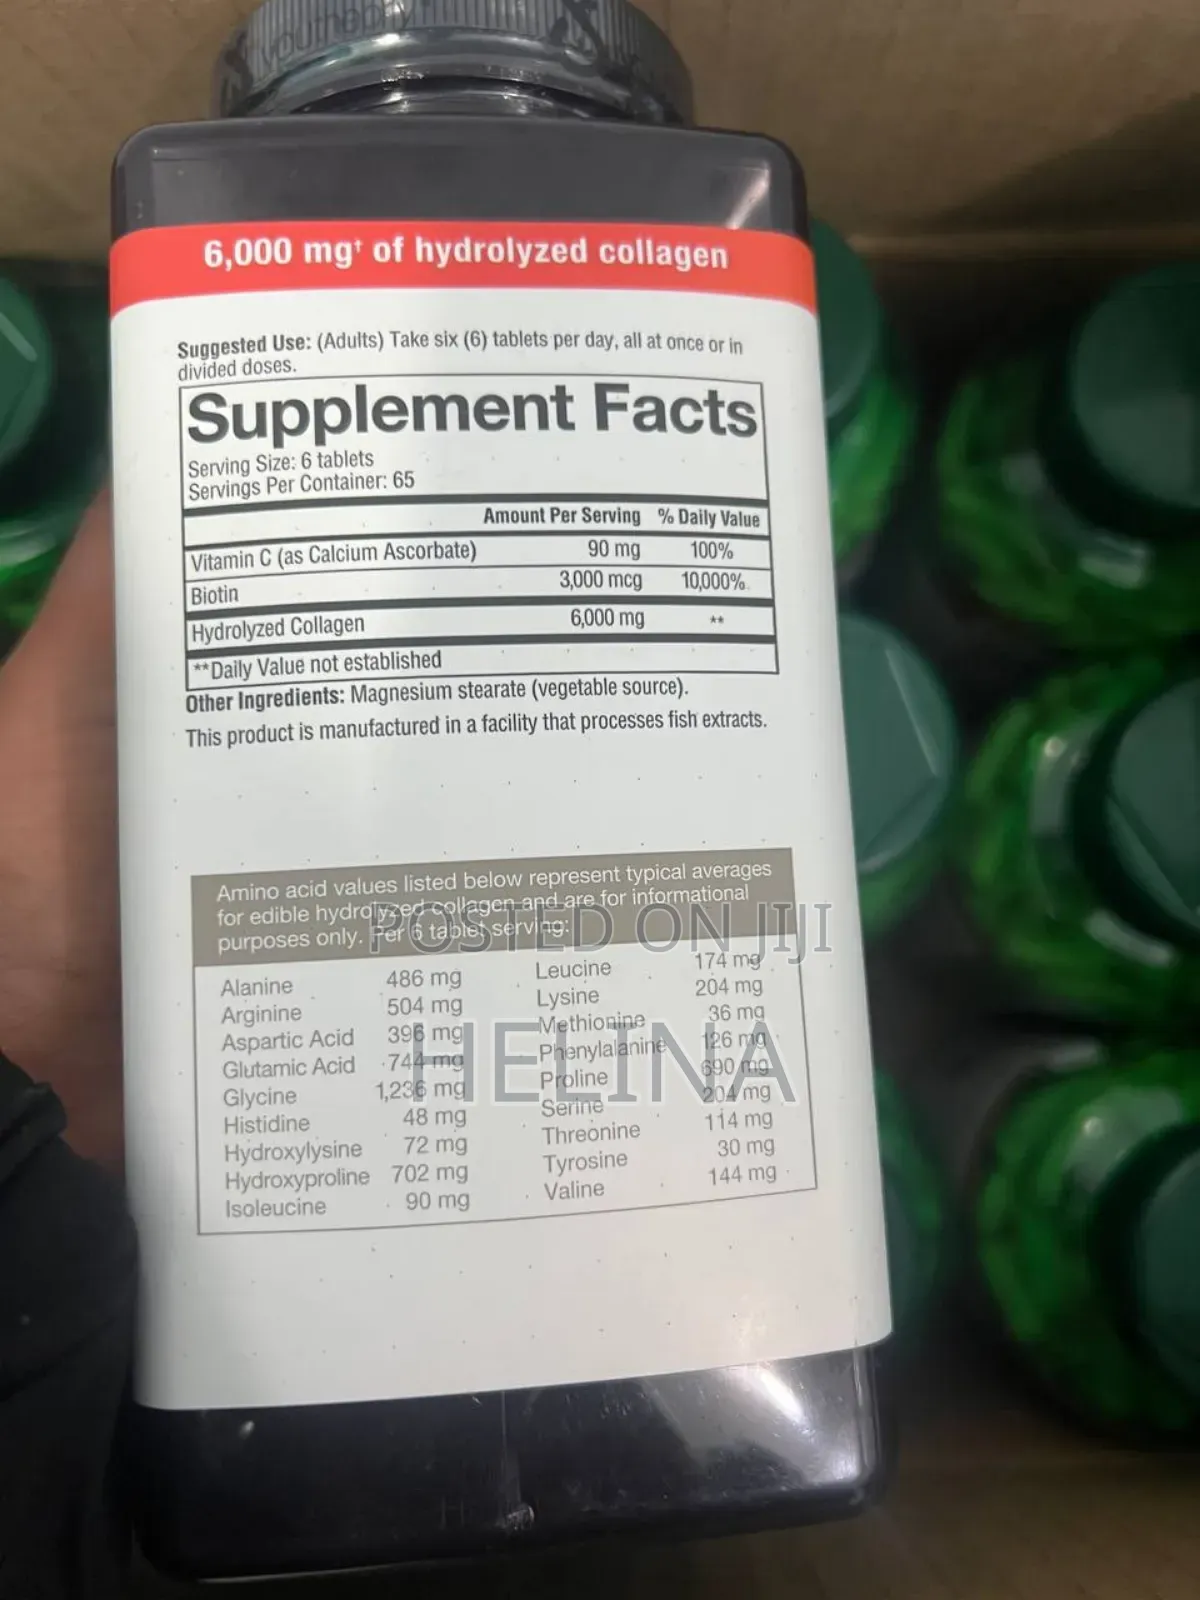 youtheory
6,000 mg† of hydrolyzed collagen
Suggested Use: (Adults) Take six (6) tablets per day, all at once or in
divided doses.
Supplement Facts
Serving Size: 6 tablets
Servings Per Container: 65
Amount Per Serving % Daily Value
Vitamin C (as Calcium Ascorbate) 90 mg 100%
Biotin 3,000 mcg 10,000%
Hydrolyzed Collagen 6,000 mg **
**Daily Value not established
Other Ingredients: Magnesium stearate (vegetable source).
This product is manufactured in a facility that processes fish extracts.
Amino acid values listed below represent typical averages
for edible hydrolyzed collagen and are for informational
purposes only. Per 6 tablet serving:
POSTED ON JIJI
Alanine 486 mg
Arginine 504 mg
Aspartic Acid 396 mg
Glutamic Acid 744 mg
Glycine 1,236 mg
Histidine 48 mg
Hydroxylysine 72 mg
Hydroxyproline 702 mg
Isoleucine 90 mg
Leucine 174 mg
Lysine 204 mg
Methionine 36 mg
Phenylalanine 126 mg
Proline 690 mg
Serine 204 mg
Threonine 114 mg
Tyrosine 30 mg
Valine 144 mg
HELINA